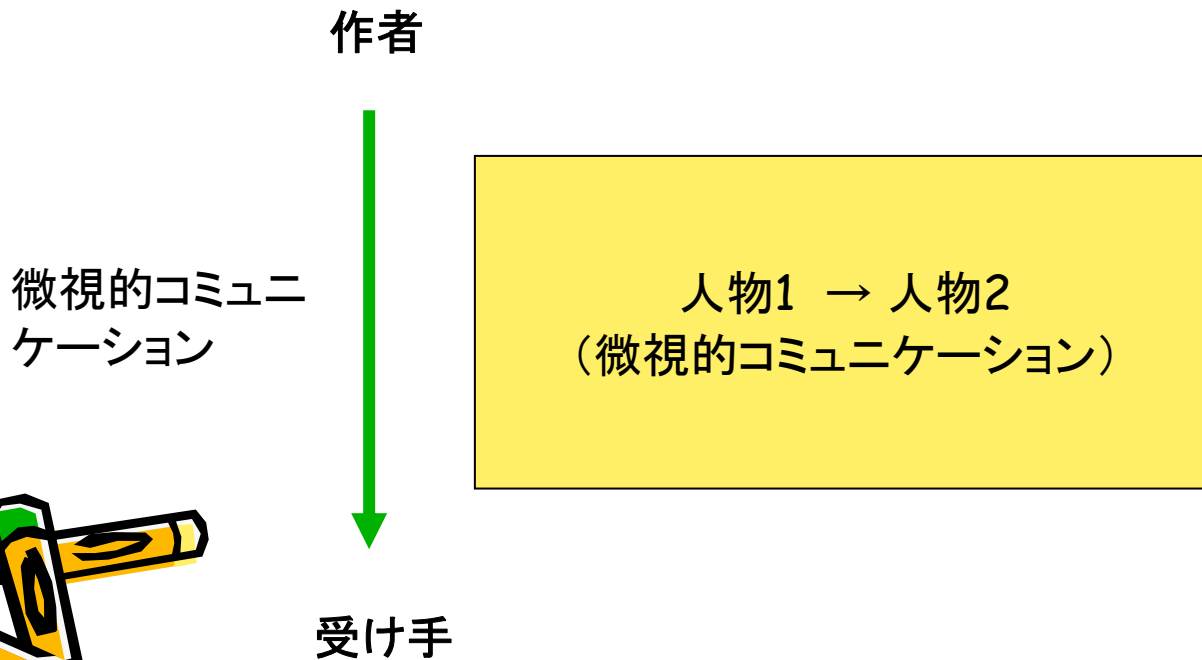 作者
微視的コミュニ
ケーション
人物1 → 人物2
（微視的コミュニケーション）
受け手